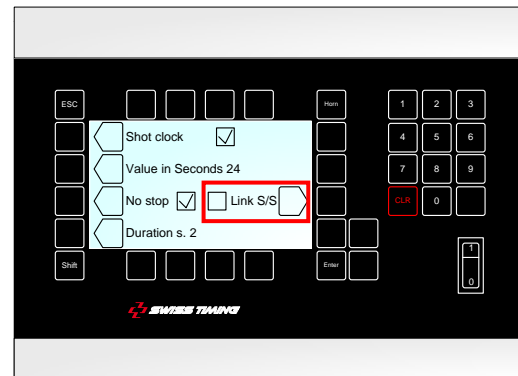 ESC
Horn
1 2 3
Shot clock
4 5 6
Value in Seconds 24
7 8 9
No stop Link S/S
CLR 0
Duration s. 2
1
Shift
Enter
0
SWISS TIMING